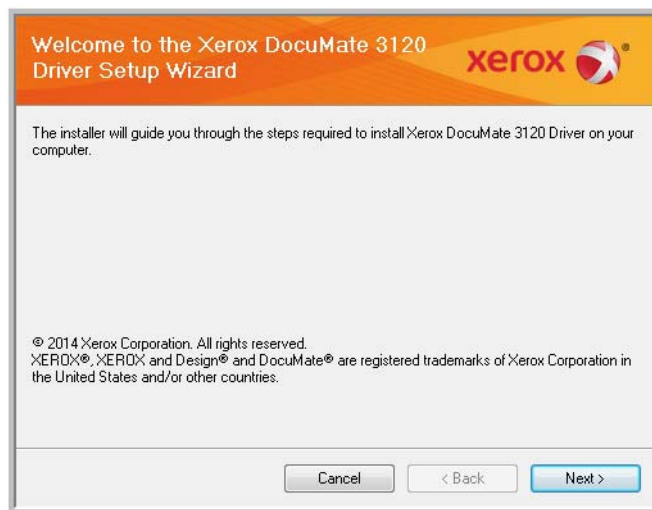 Welcome to the Xerox DocuMate 3120
Driver Setup Wizard
xerox
The installer will guide you through the steps required to install Xerox DocuMate 3120 Driver on your
computer.
© 2014 Xerox Corporation. All rights reserved.
XEROX®, XEROX and Design® and DocuMate® are registered trademarks of Xerox Corporation in
the United States and/or other countries.
Cancel
< Back
Next >